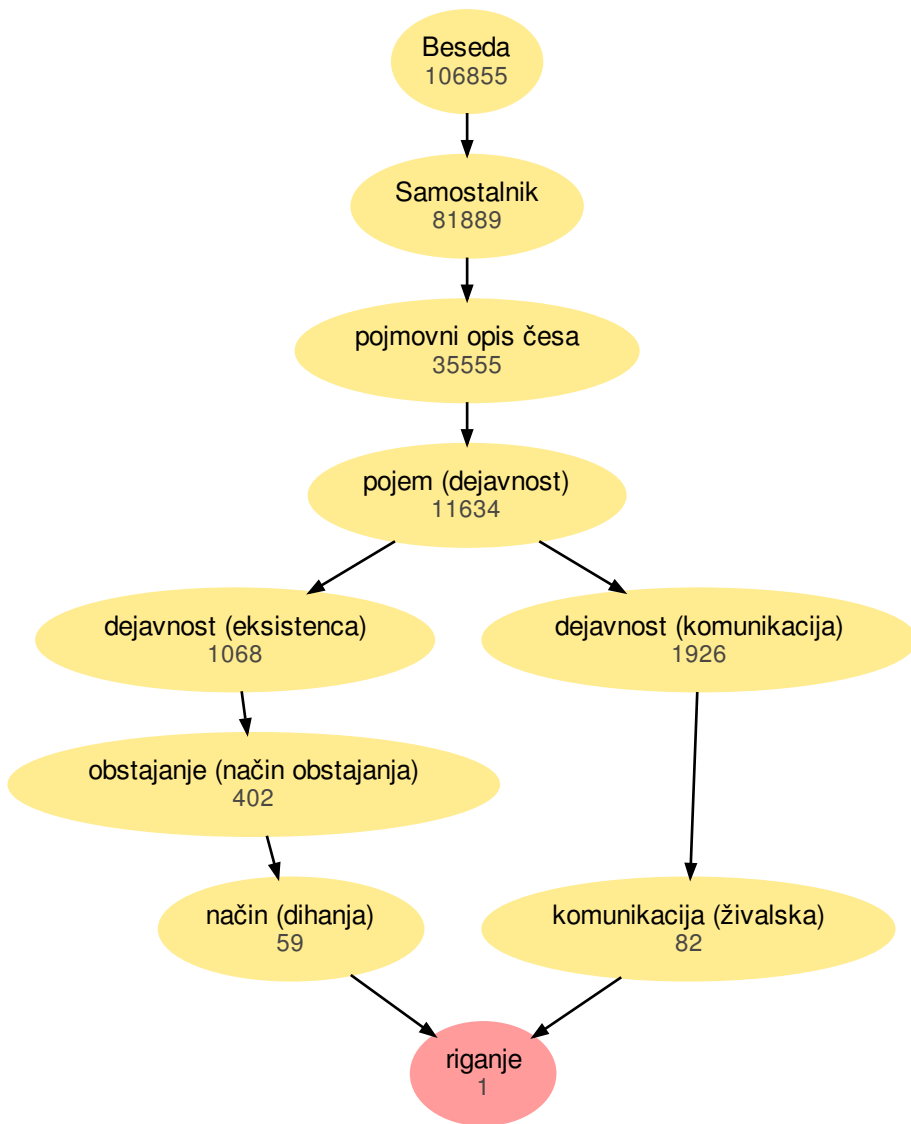 Beseda
106855
Samostalnik
81889
pojmovni opis česa
35555
pojem (dejavnost)
11634
dejavnost (eksistenca)
1068
dejavnost (komunikacija)
1926
obstajanje (način obstajanja)
402
način (dihanja)
59
komunikacija (živalska)
82
riganje
1